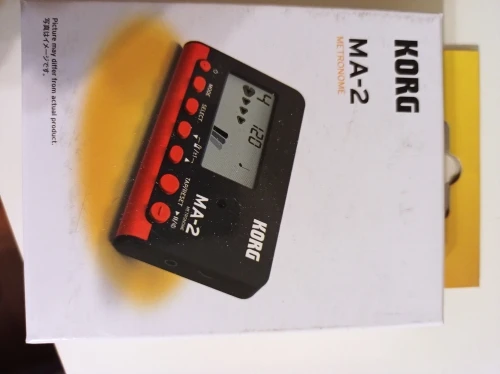 KORG
MA-2
METRONOME
4
120
MODE
SELECT
TAP/RESET
MA-2
METRONOME
KORG
Picture may differ from actual product.
写真はイメージです。